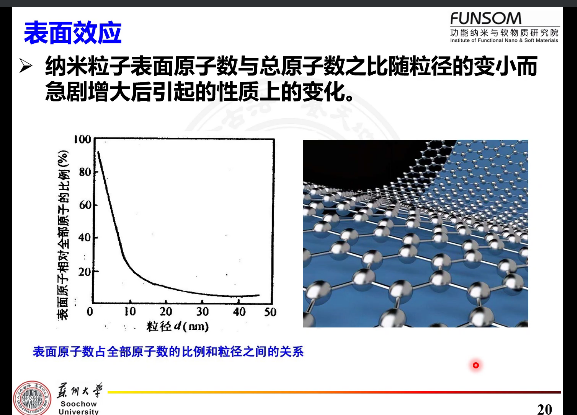 表面效应
FUNSOM
功能纳米与软物质研究院
Institute of Functional Nano & Soft Materials
➢ 纳米粒子表面原子数与总原子数之比随粒径的变小而
急剧增大后引起的性质上的变化。
表面原子相对全部原子的比例(%)
100
80
60
40
20
0 10 20 30 40 50
粒径 d(nm)
表面原子数占全部原子数的比例和粒径之间的关系
蘇州大學
Soochow
University
20